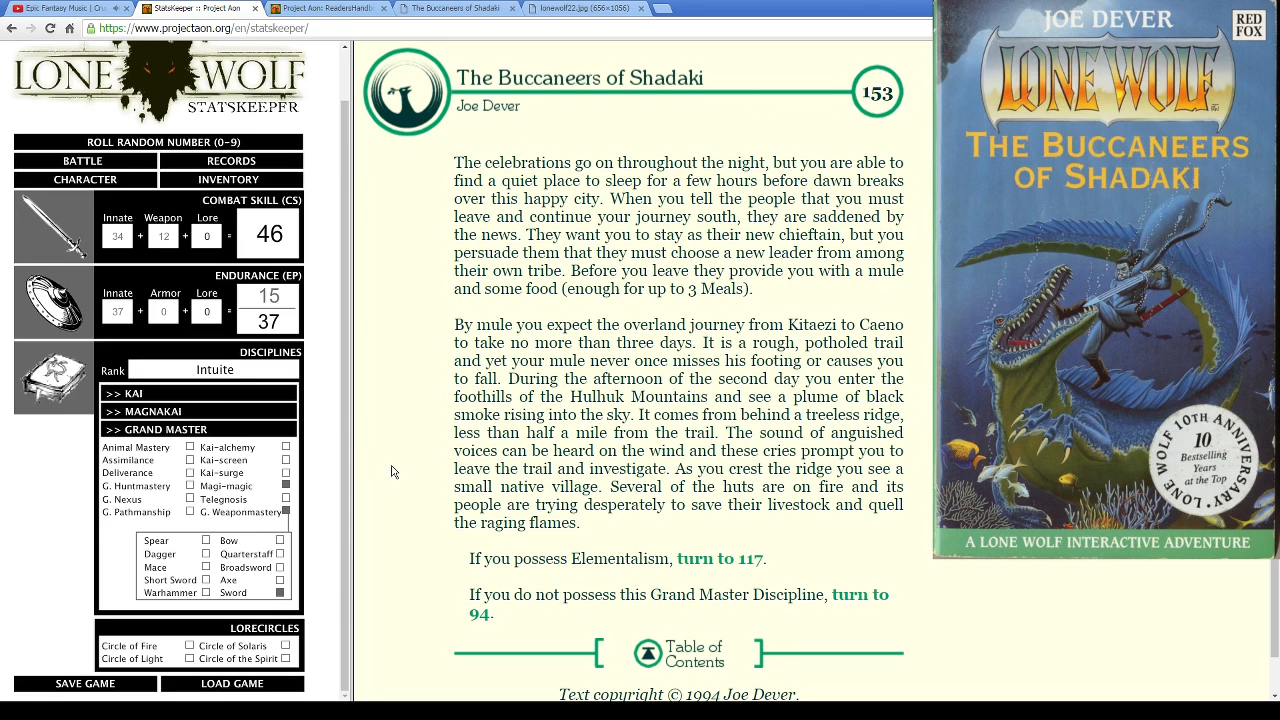 Epic Fantasy Music | Cru
StatsKeeper :: Project Aon
Project Aon: ReadersHandb
The Buccaneers of Shadaki
lonewolf22.jpg (656×1056)
https://www.projectaon.org/en/statskeeper/
LONE WOLF
STATSKEEPER
ROLL RANDOM NUMBER (0-9)
BATTLE RECORDS
CHARACTER INVENTORY
COMBAT SKILL (CS)
Innate Weapon Lore
34 + 12 + 0 = 46
ENDURANCE (EP)
Innate Armor Lore
37 + 0 + 0 = 15
37
DISCIPLINES
Rank Intuite
>> KAI
>> MAGNAKAI
>> GRAND MASTER
Animal Mastery Kai-alchemy
Assimilance Kai-screen
Deliverance Kai-surge
G. Huntmastery Magi-magic
G. Nexus Telegnosis
G. Pathmanship G. Weaponmastery
Spear Bow
Dagger Quarterstaff
Mace Broadsword
Short Sword Axe
Warhammer Sword
LORECIRCLES
Circle of Fire Circle of Solaris
Circle of Light Circle of the Spirit
SAVE GAME LOAD GAME
The Buccaneers of Shadaki
Joe Dever
153
The celebrations go on throughout the night, but you are able to
find a quiet place to sleep for a few hours before dawn breaks
over this happy city. When you tell the people that you must
leave and continue your journey south, they are saddened by
the news. They want you to stay as their new chieftain, but you
persuade them that they must choose a new leader from among
their own tribe. Before you leave they provide you with a mule
and some food (enough for up to 3 Meals).
By mule you expect the overland journey from Kitaezi to Caeno
to take no more than three days. It is a rough, potholed trail
and yet your mule never once misses his footing or causes you
to fall. During the afternoon of the second day you enter the
foothills of the Hulhuk Mountains and see a plume of black
smoke rising into the sky. It comes from behind a treeless ridge,
less than half a mile from the trail. The sound of anguished
voices can be heard on the wind and these cries prompt you to
leave the trail and investigate. As you crest the ridge you see a
small native village. Several of the huts are on fire and its
people are trying desperately to save their livestock and quell
the raging flames.
If you possess Elementalism, turn to 117.
If you do not possess this Grand Master Discipline, turn to
94.
Table of
Contents
Text copyright © 1994 Joe Dever.
JOE DEVER
RED
FOX
LONE WOLF
THE BUCCANEERS
OF SHADAKI
LONE WOLF 10TH ANNIVERSARY
10
Bestselling
Years
at the Top
A LONE WOLF INTERACTIVE ADVENTURE